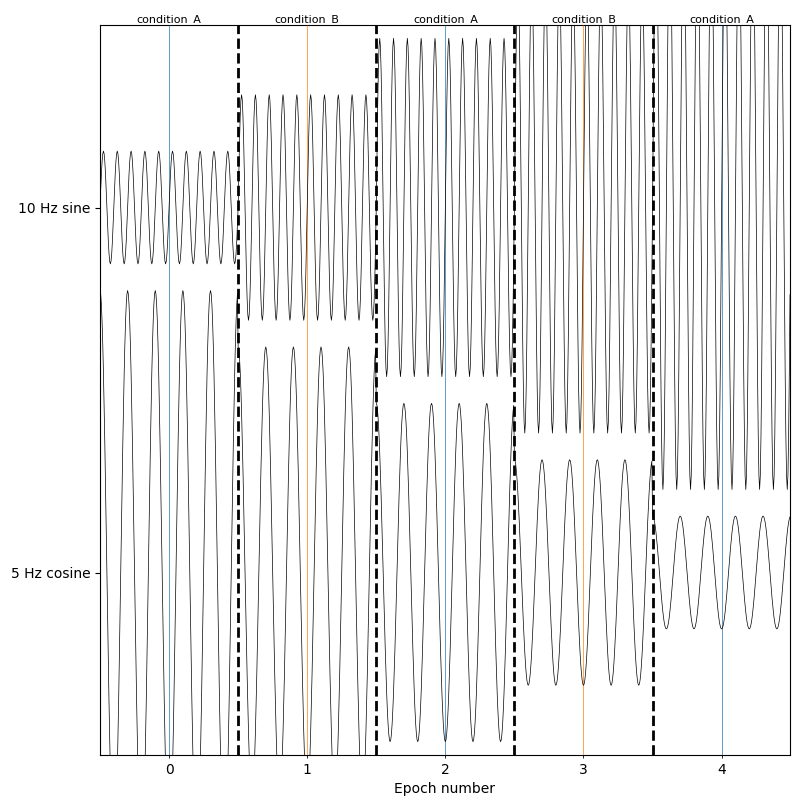 condition_A condition_B condition_A condition_B condition_A
10 Hz sine
5 Hz cosine
0 1 2 3 4
Epoch number